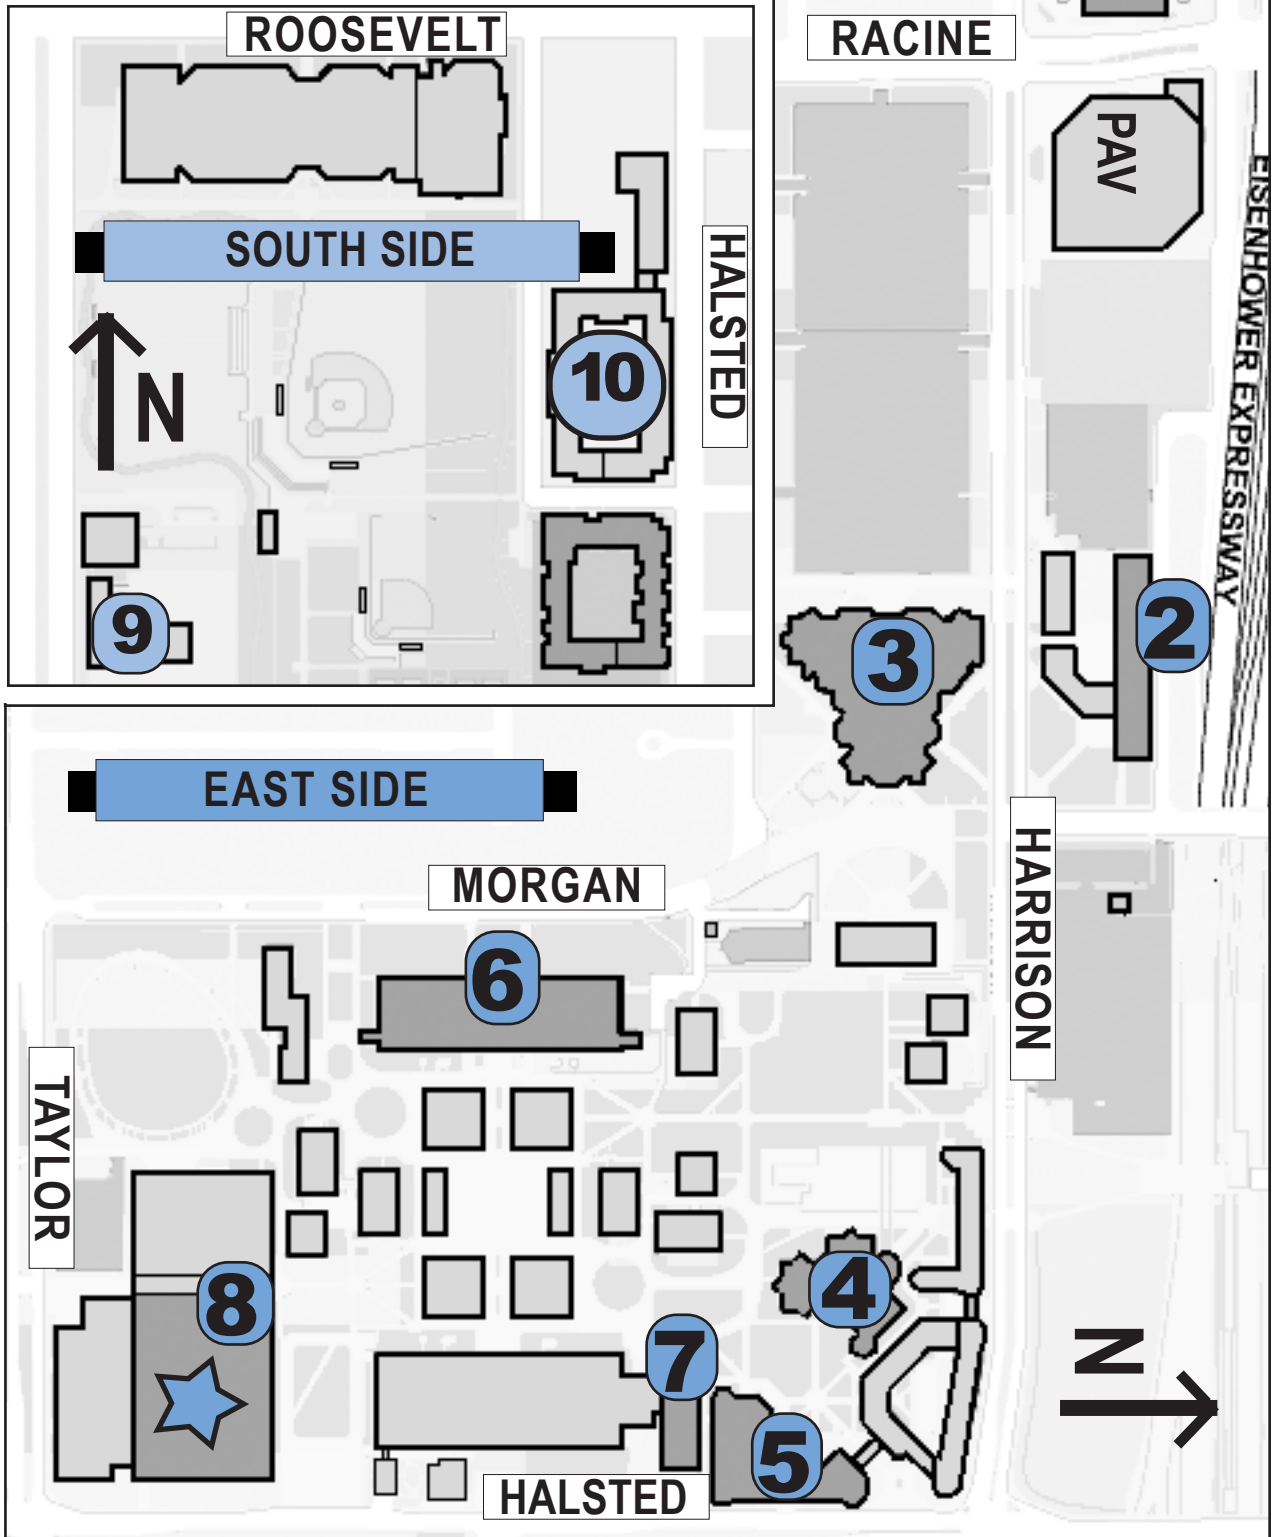 ROOSEVELT
RACINE
PAV
EISENHOWER EXPRESSWAY
SOUTH SIDE
HALSTED
10
N
9
2
3
EAST SIDE
HARRISON
MORGAN
6
TAYLOR
8
4
7
N
5
HALSTED